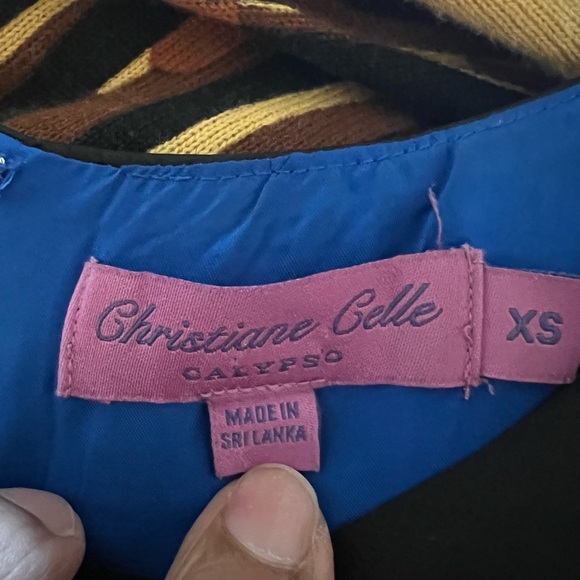 Christiane Celle
CALYPSO
XS
MADE IN
SRI LANKA